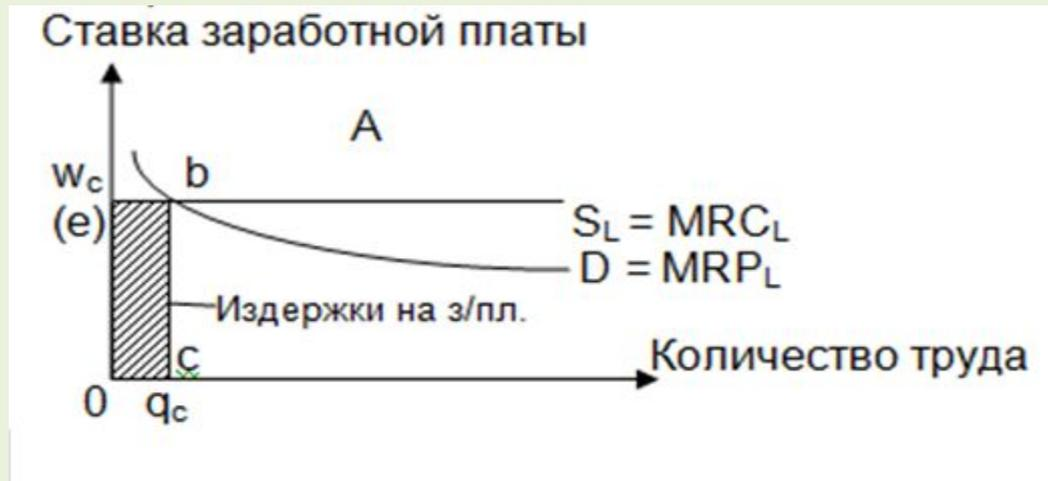 Ставка заработной платы
A
wc b
(e)
SL = MRCL
D = MRPL
Издержки на з/пл.
c
Количество труда
0 qc